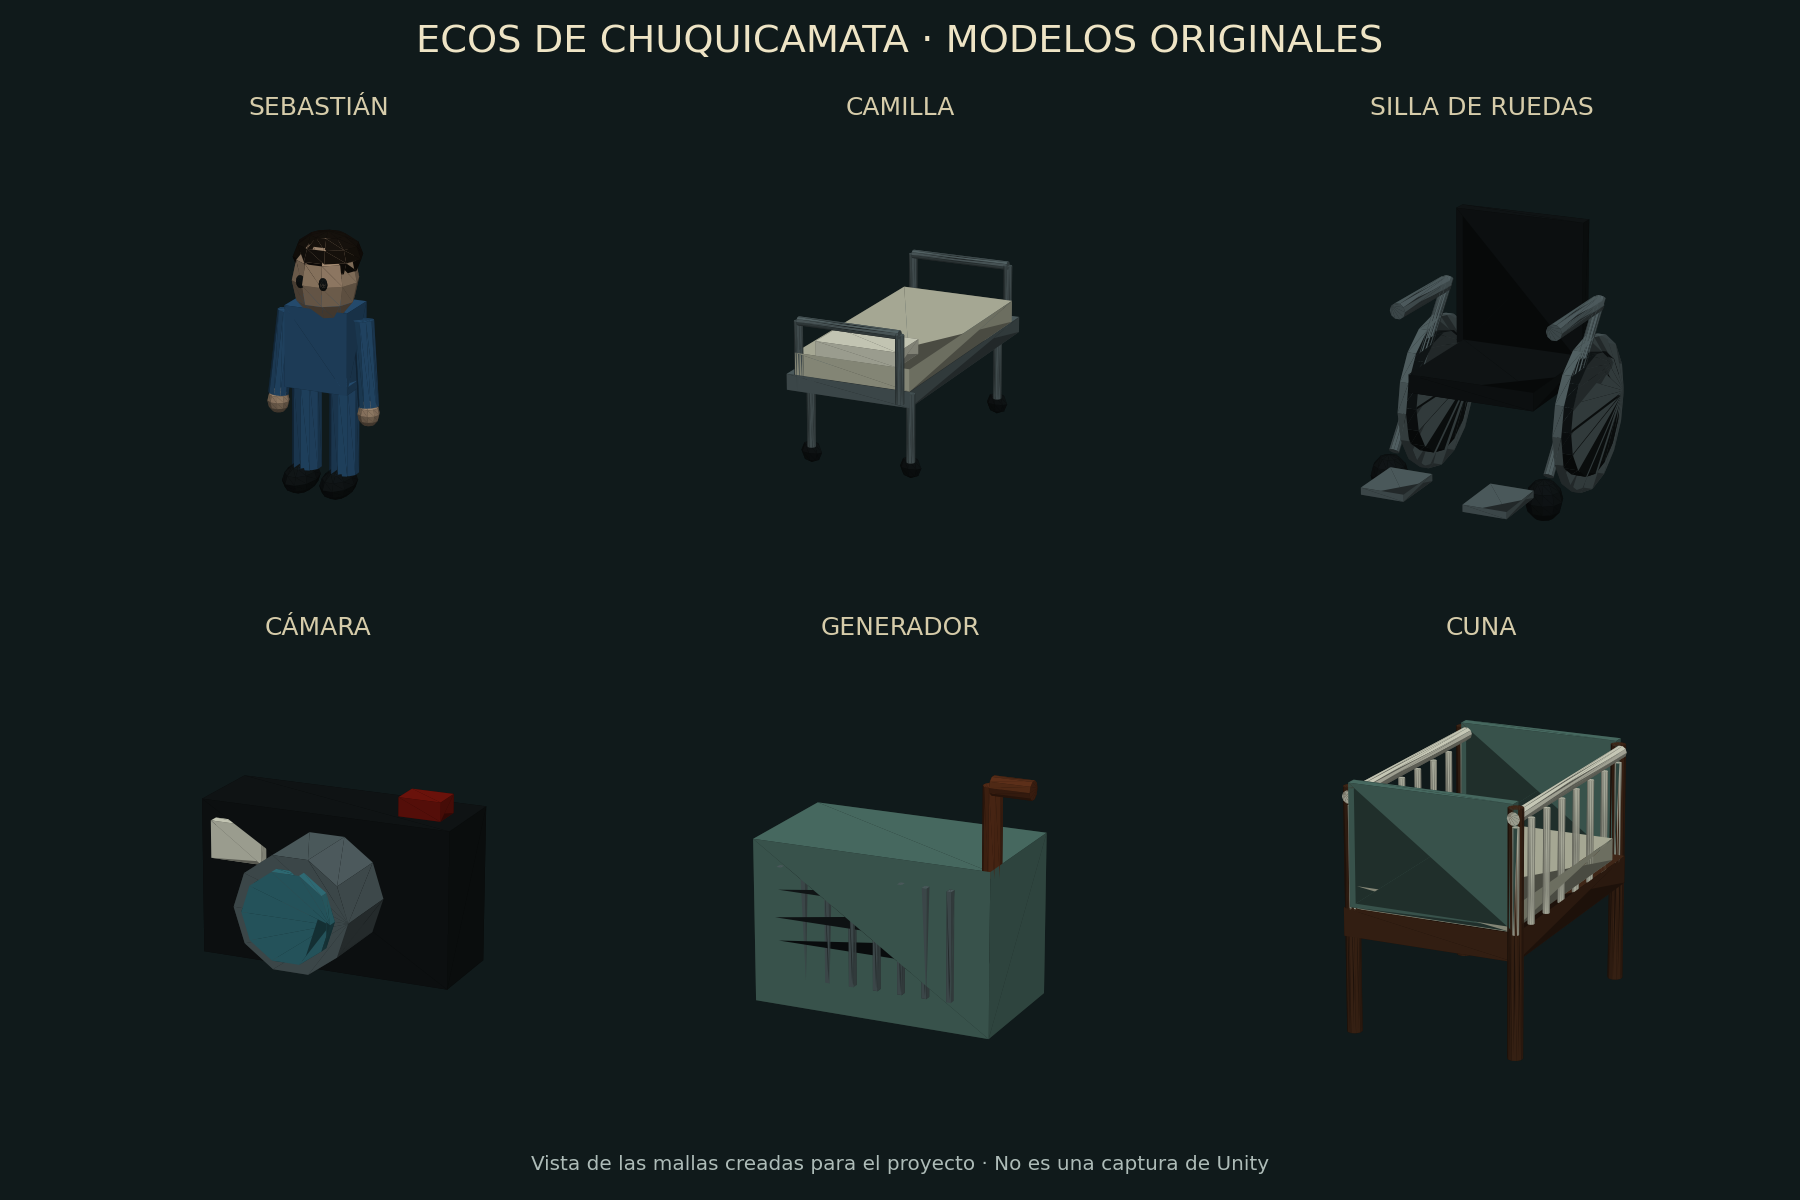 ECOS DE CHUQUICAMATA · MODELOS ORIGINALES
SEBASTIÁN
CAMILLA
SILLA DE RUEDAS
CÁMARA
GENERADOR
CUNA
Vista de las mallas creadas para el proyecto · No es una captura de Unity